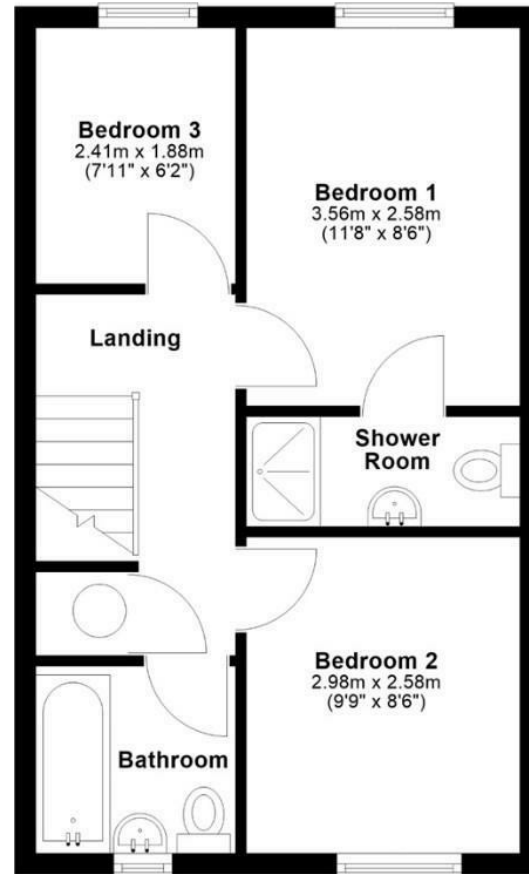 Bedroom 3
2.41m x 1.88m
(7'11" x 6'2")
Bedroom 1
3.56m x 2.58m
(11'8" x 8'6")
Landing
Shower
Room
Bedroom 2
2.98m x 2.58m
(9'9" x 8'6")
Bathroom